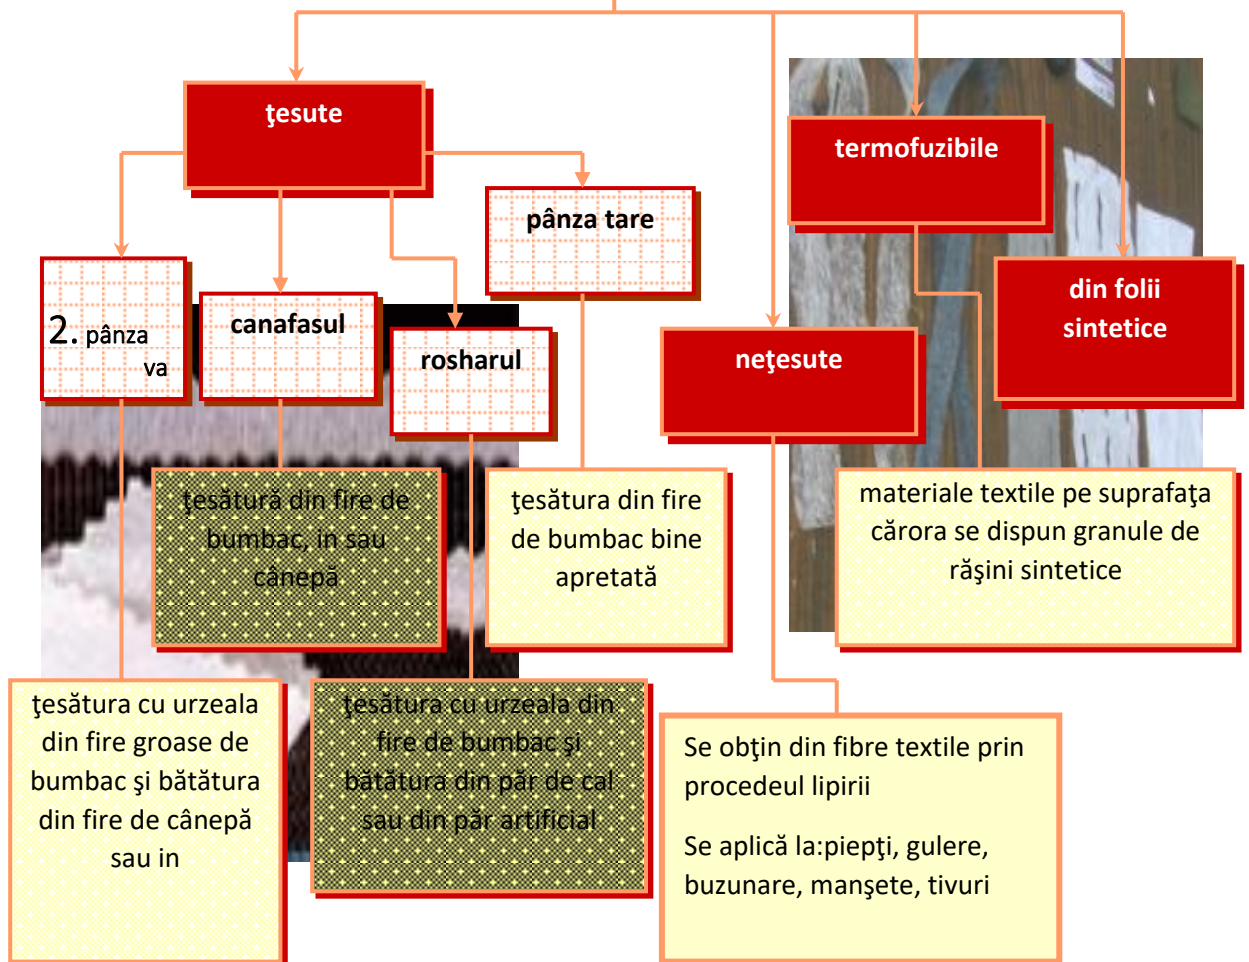 ţesute
termofuzibile
pânza tare
din folii
sintetice
2. pânza
va
canafasul
rosharul
neţesute
ţesătură din fire de
bumbac, in sau
cânepă
ţesătura din fire
de bumbac bine
apretată
materiale textile pe suprafaţa
cărora se dispun granule de
răşini sintetice
ţesătura cu urzeala
din fire groase de
bumbac şi bătătura
din fire de cânepă
sau in
ţesătura cu urzeala din
fire de bumbac şi
bătătura din păr de cal
sau din păr artificial
Se obţin din fibre textile prin
procedeul lipirii
Se aplică la:piepţi, gulere,
buzunare, manşete, tivuri